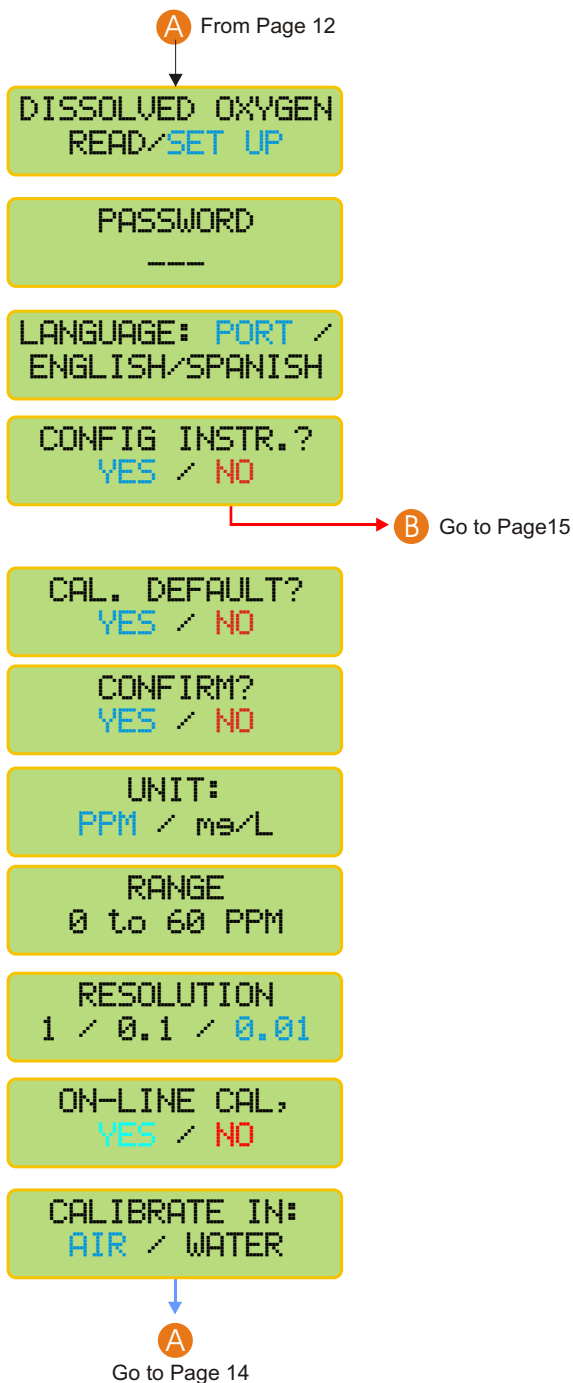 A From Page 12
DISSOLVED OXYGEN
READ/SET UP
PASSWORD
___
LANGUAGE: PORT /
ENGLISH/SPANISH
CONFIG INSTR.?
YES / NO
B Go to Page15
CAL. DEFAULT?
YES / NO
CONFIRM?
YES / NO
UNIT:
PPM / mg/L
RANGE
0 to 60 PPM
RESOLUTION
1 / 0.1 / 0.01
ON-LINE CAL,
YES / NO
CALIBRATE IN:
AIR / WATER
A
Go to Page 14